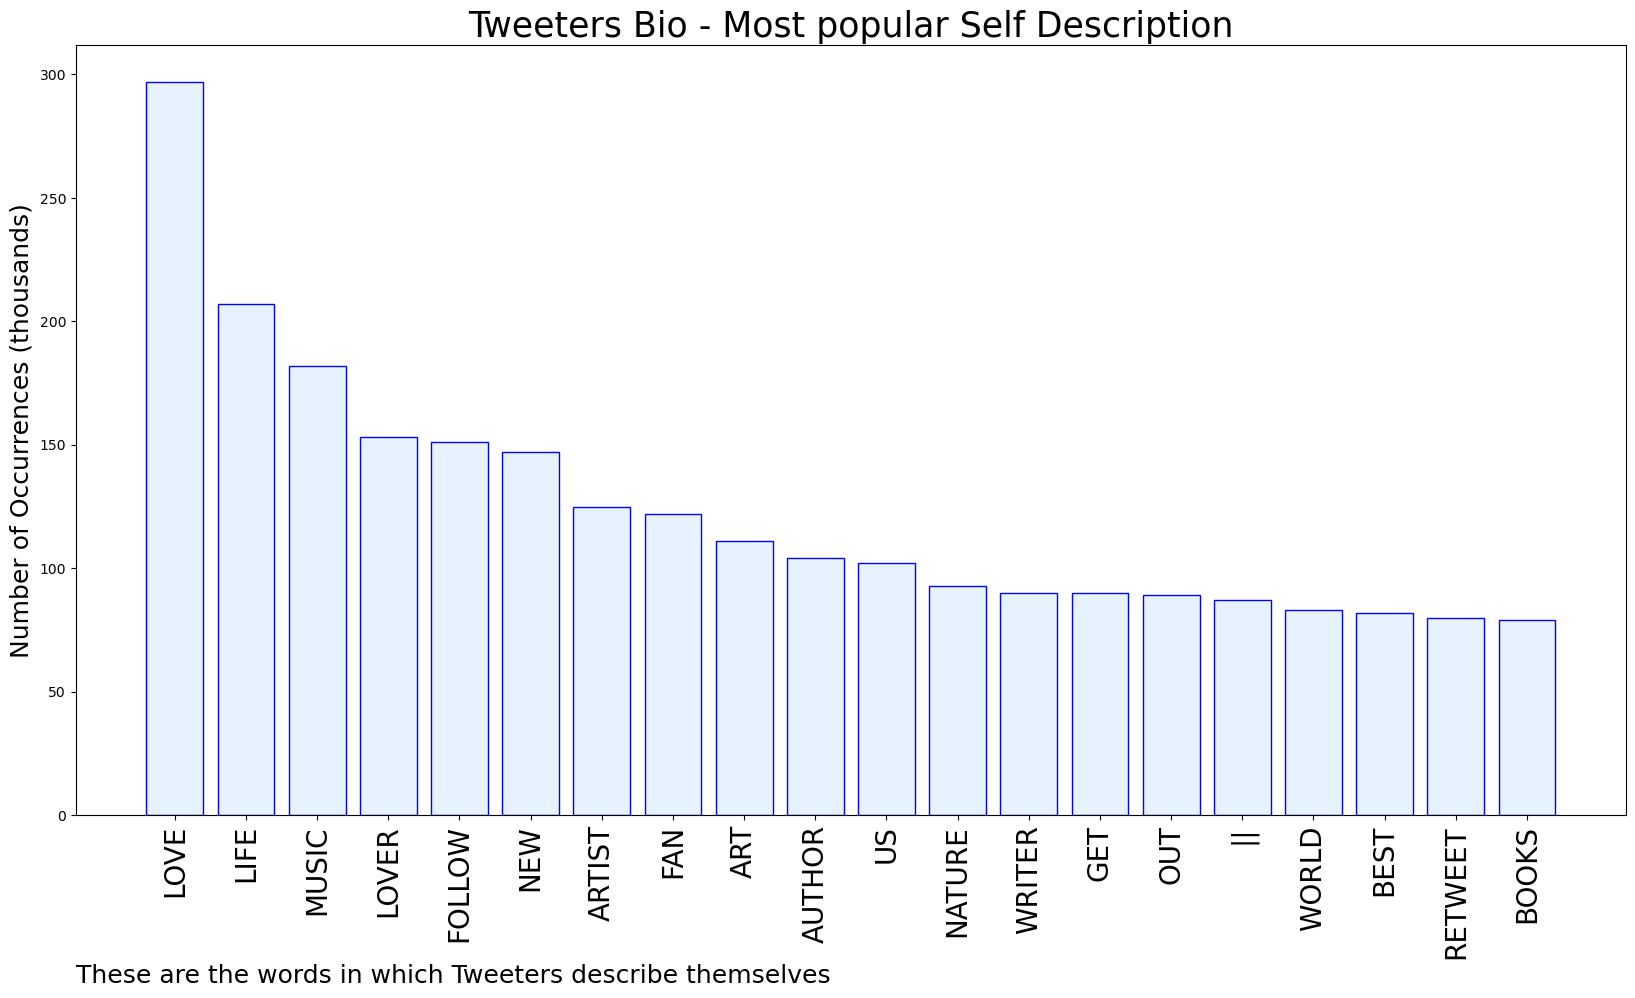 Tweeters Bio - Most popular Self Description
Number of Occurrences (thousands)
300
250
200
150
100
50
0
LOVE
LIFE
MUSIC
LOVER
FOLLOW
NEW
ARTIST
FAN
ART
AUTHOR
US
NATURE
WRITER
GET
OUT
||
WORLD
BEST
RETWEET
BOOKS
These are the words in which Tweeters describe themselves